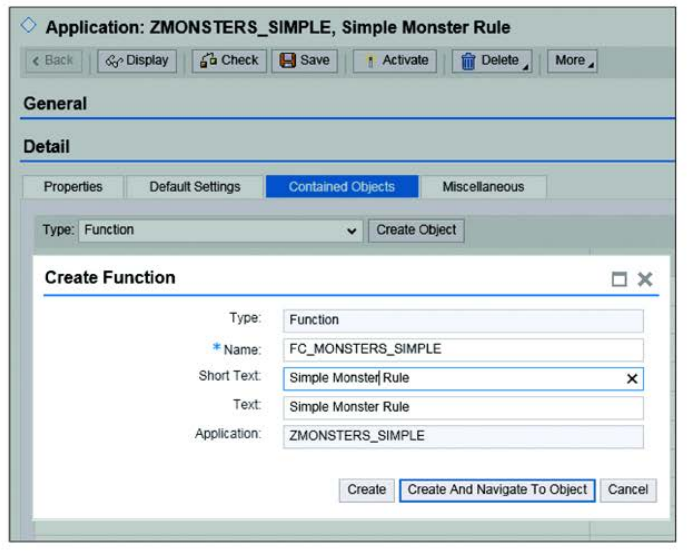 Application: ZMONSTERS_SIMPLE, Simple Monster Rule
Back Display Check Save Activate Delete More
General
Detail
Properties Default Settings Contained Objects Miscellaneous
Type: Function Create Object
Create Function
Type: Function
* Name: FC_MONSTERS_SIMPLE
Short Text: Simple Monster Rule
Text: Simple Monster Rule
Application: ZMONSTERS_SIMPLE
Create Create And Navigate To Object Cancel